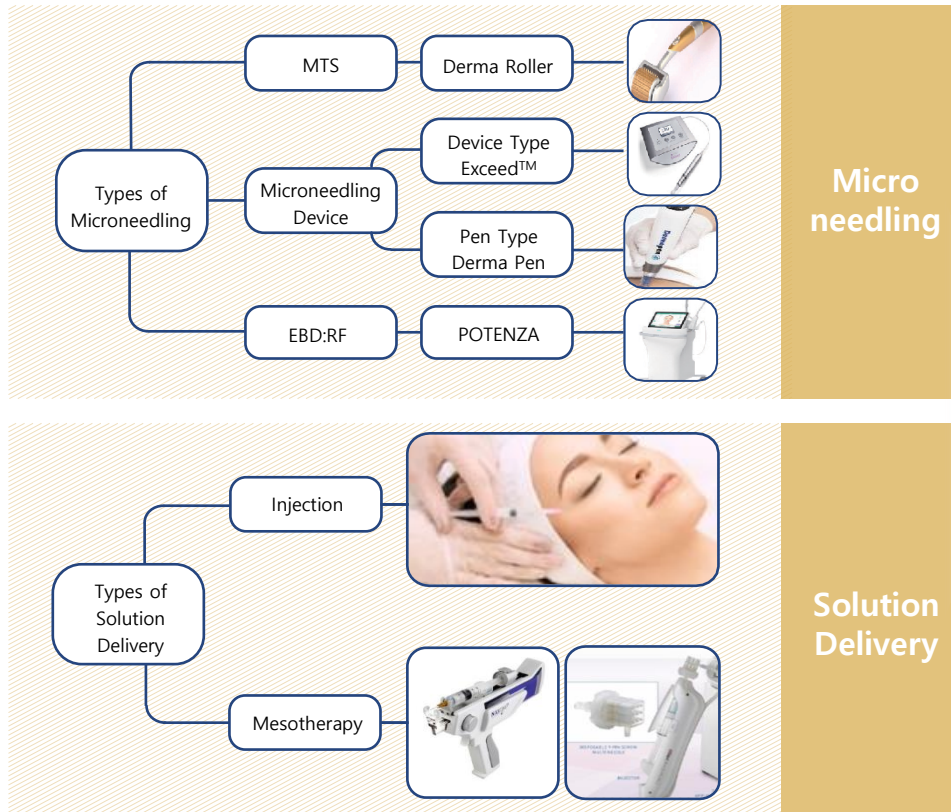 MTS
Derma Roller
Device Type
Exceed™
Types of
Microneedling
Microneedling
Device
Pen Type
Derma Pen
EBD:RF
POTENZA
Micro
needling
Injection
Types of
Solution
Delivery
Mesotherapy
INJECTOR
Solution
Delivery